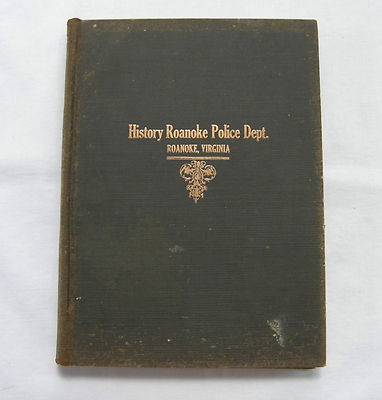 History Roanoke Police Dept.
ROANOKE, VIRGINIA